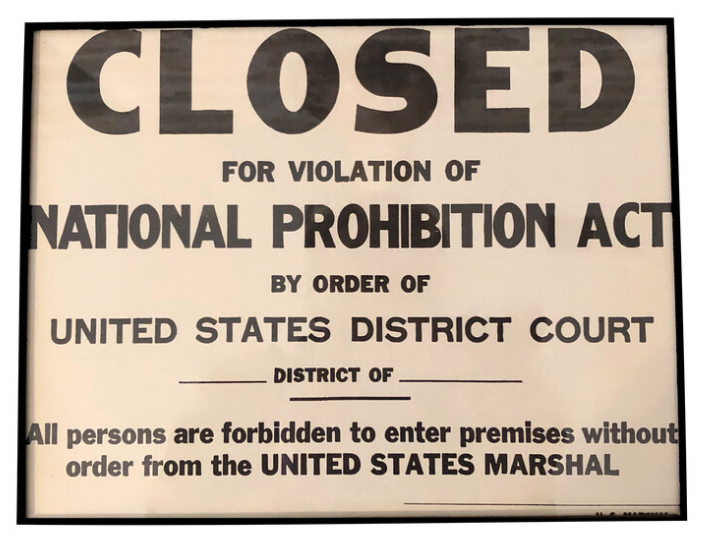 CLOSED
FOR VIOLATION OF
NATIONAL PROHIBITION ACT
BY ORDER OF
UNITED STATES DISTRICT COURT
DISTRICT OF
All persons are forbidden to enter premises without
order from the UNITED STATES MARSHAL